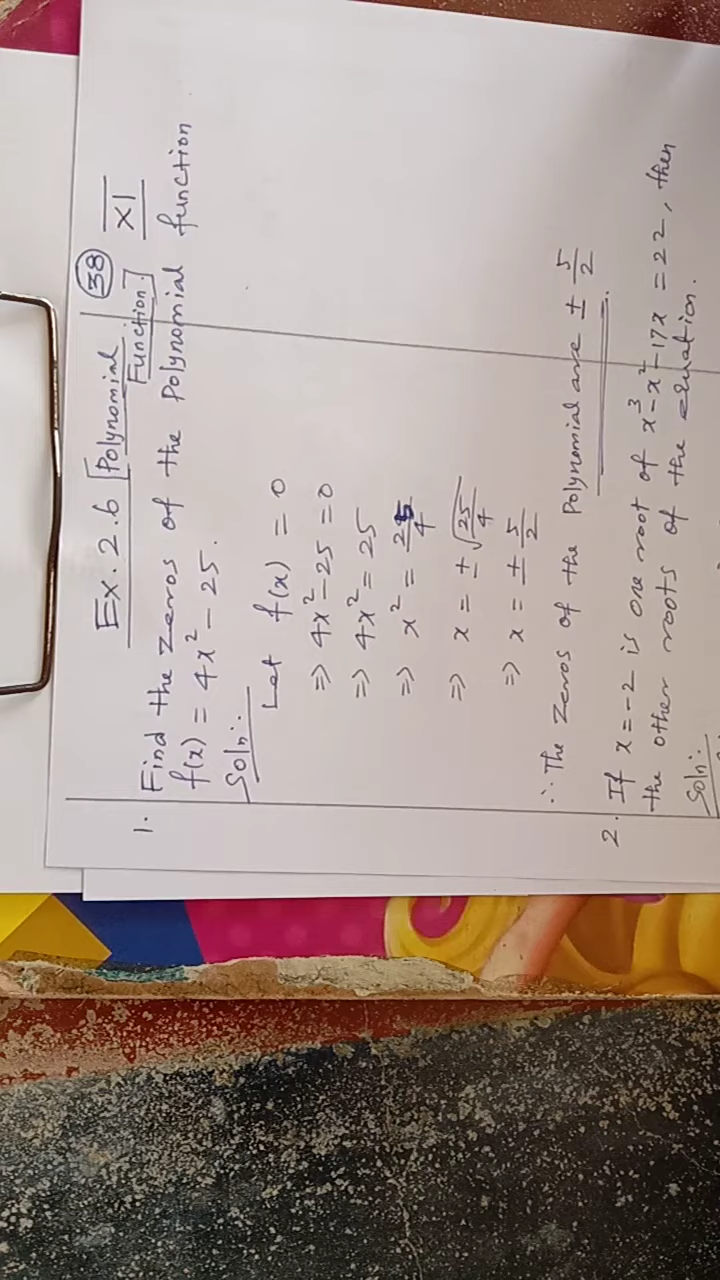 Ex. 2.6 [Polynomial Function.] 38 XI
1. Find the zeros of the Polynomial function
f(x) = 4x² - 25.
Soln:
Let f(x) = 0
=> 4x² - 25 = 0
=> 4x² = 25
=> x² = 25/4
=> x = ± √25/4
=> x = ± 5/2
∴ The zeros of the Polynomial are ± 5/2
2. If x = -2 is one root of x³ - x² - 17x = 22, then
the other roots of the equation.
Soln: